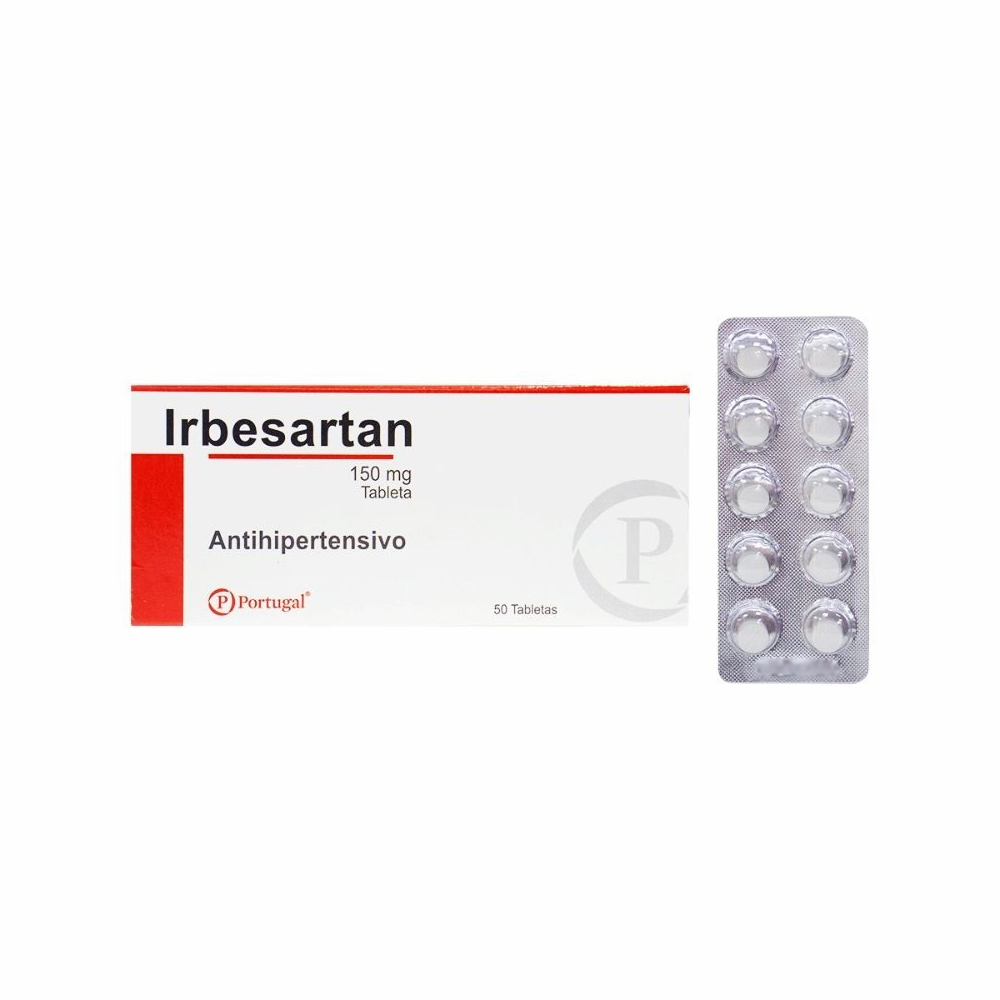 Irbesartan
150 mg
Tableta
Antihipertensivo
P Portugal®
50 Tabletas
P